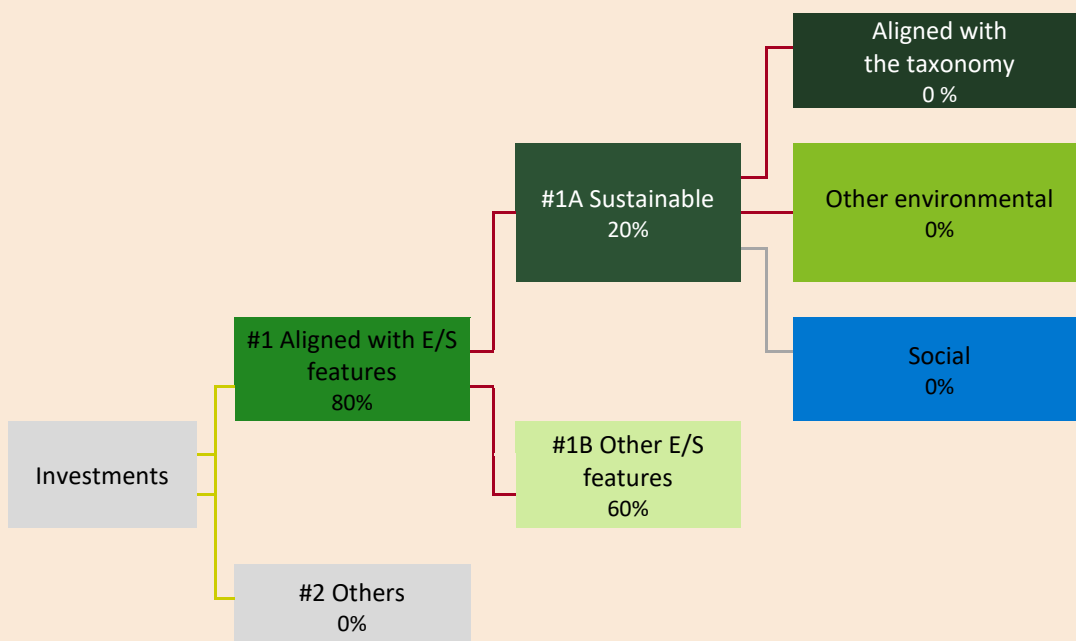 Aligned with
the taxonomy
0 %
#1A Sustainable
20%
Other environmental
0%
#1 Aligned with E/S
features
80%
Social
0%
Investments
#1B Other E/S
features
60%
#2 Others
0%